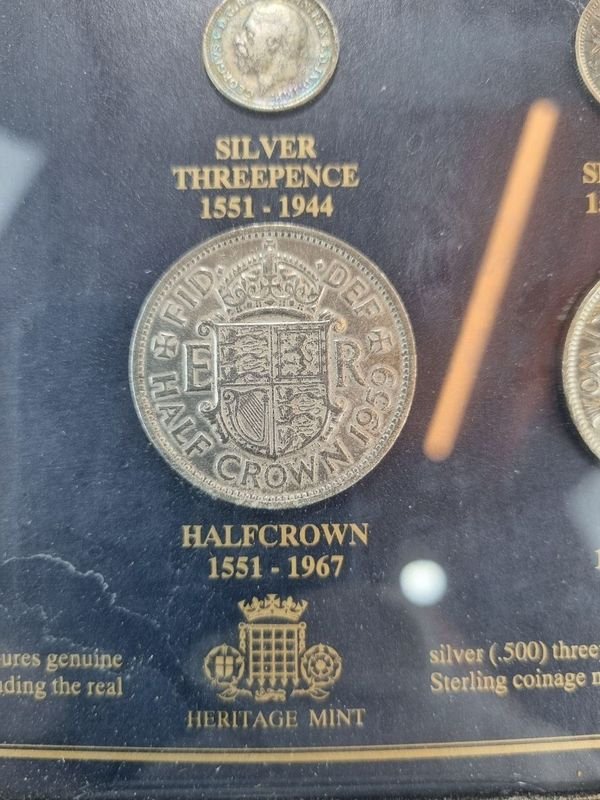 SILVER
THREEPENCE
1551 - 1944
FID · DEF
E R
HALF CROWN 1959
HALFCROWN
1551 - 1967
ures genuine
ding the real
silver (.500) three
Sterling coinage
HERITAGE MINT